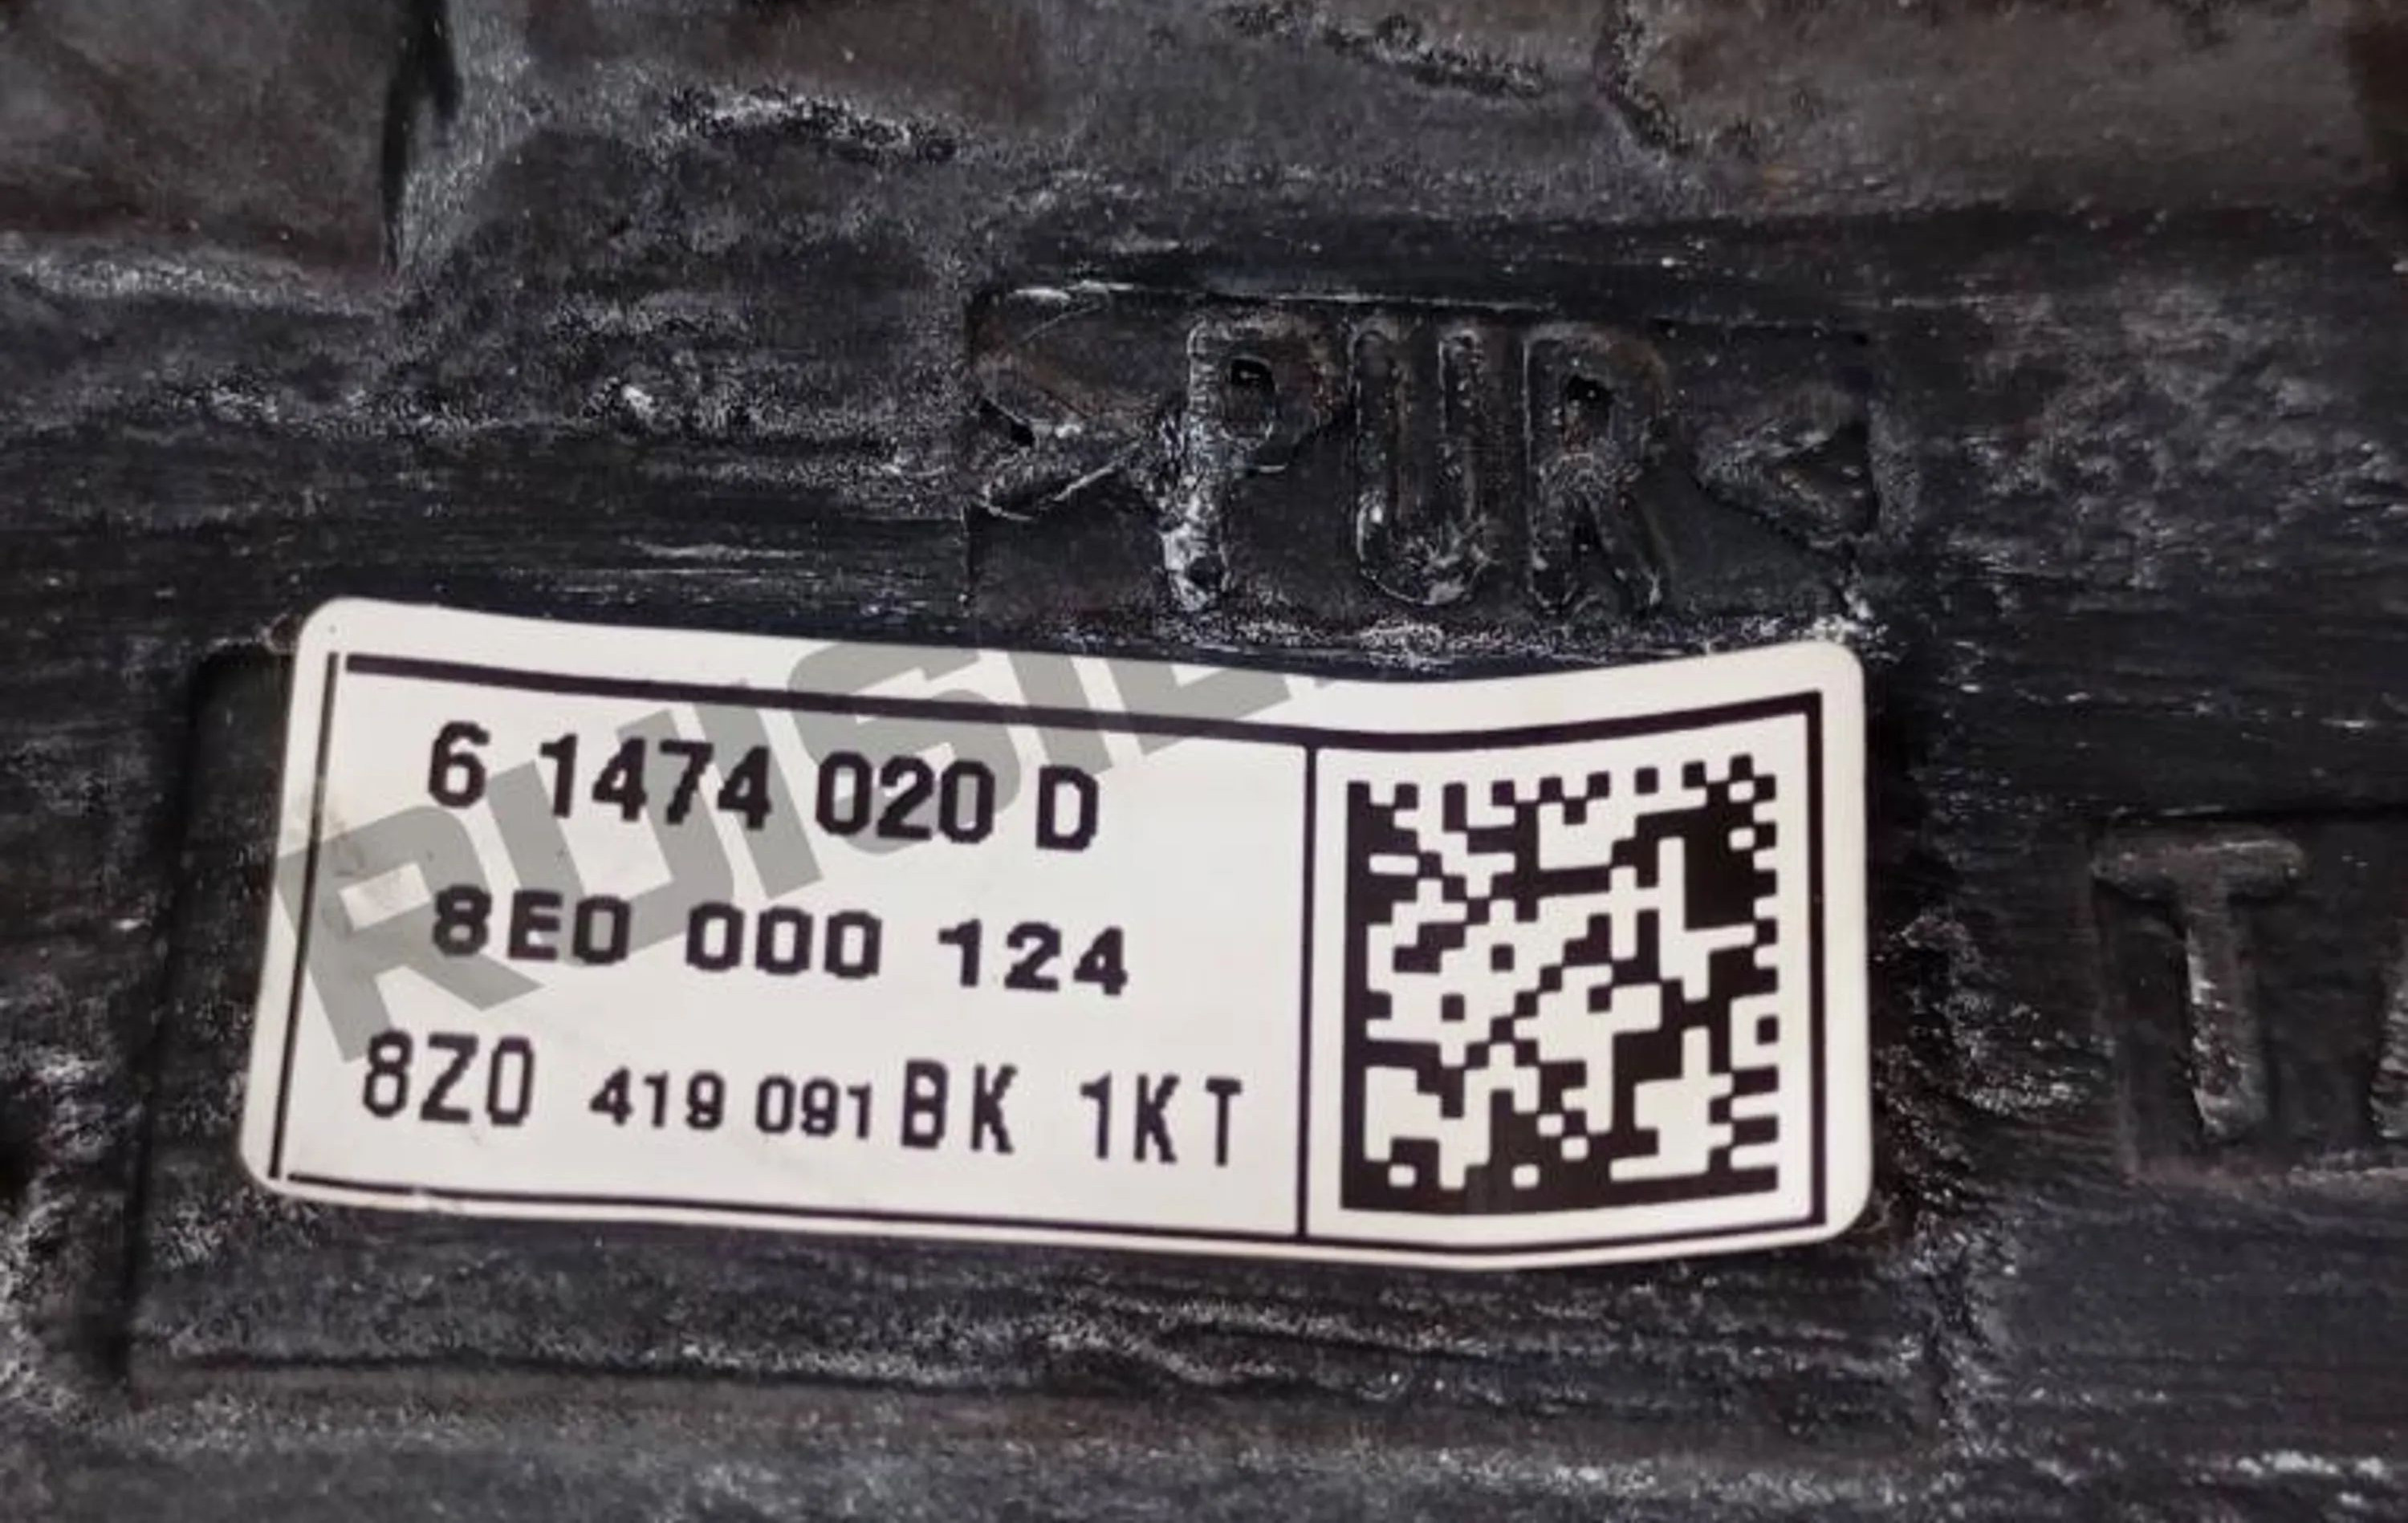 >PUR<
6 1474 020 D
8E0 000 124
8Z0 419 091 BK 1KT